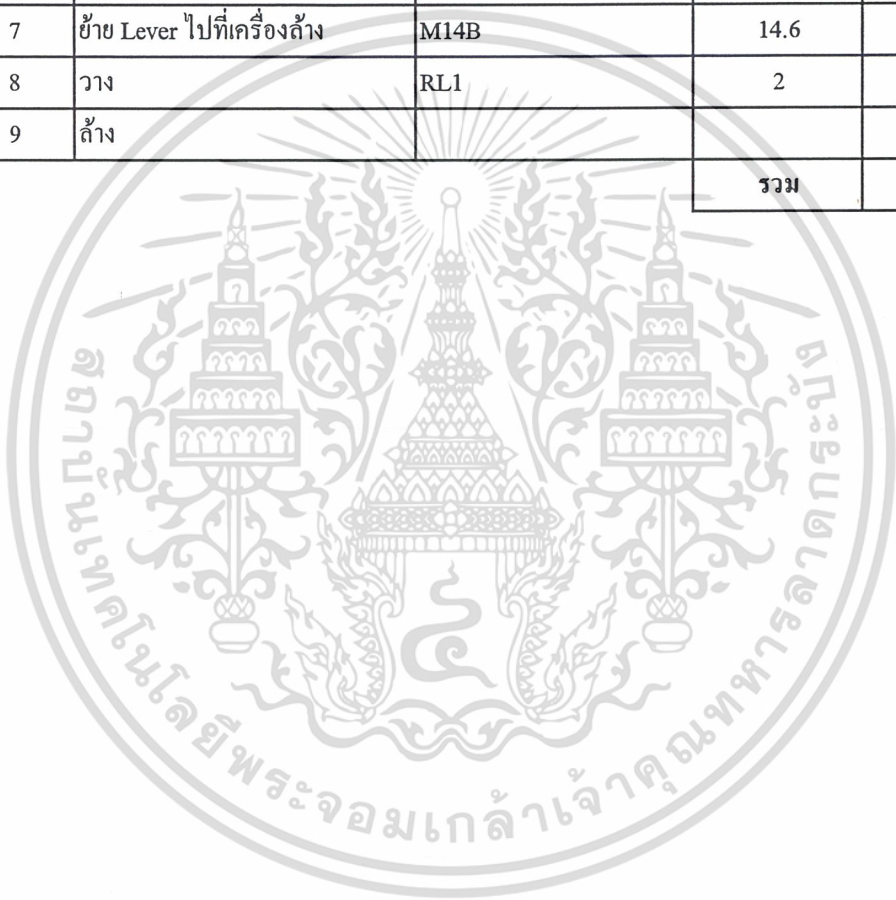 7 ย้าย Lever ไปที่เครื่องล้าง M14B 14.6
8 วาง RL1 2
9 ล้าง
รวม
สถาบันเทคโนโลยีพระจอมเกล้าเจ้าคุณทหารลาดกระบัง